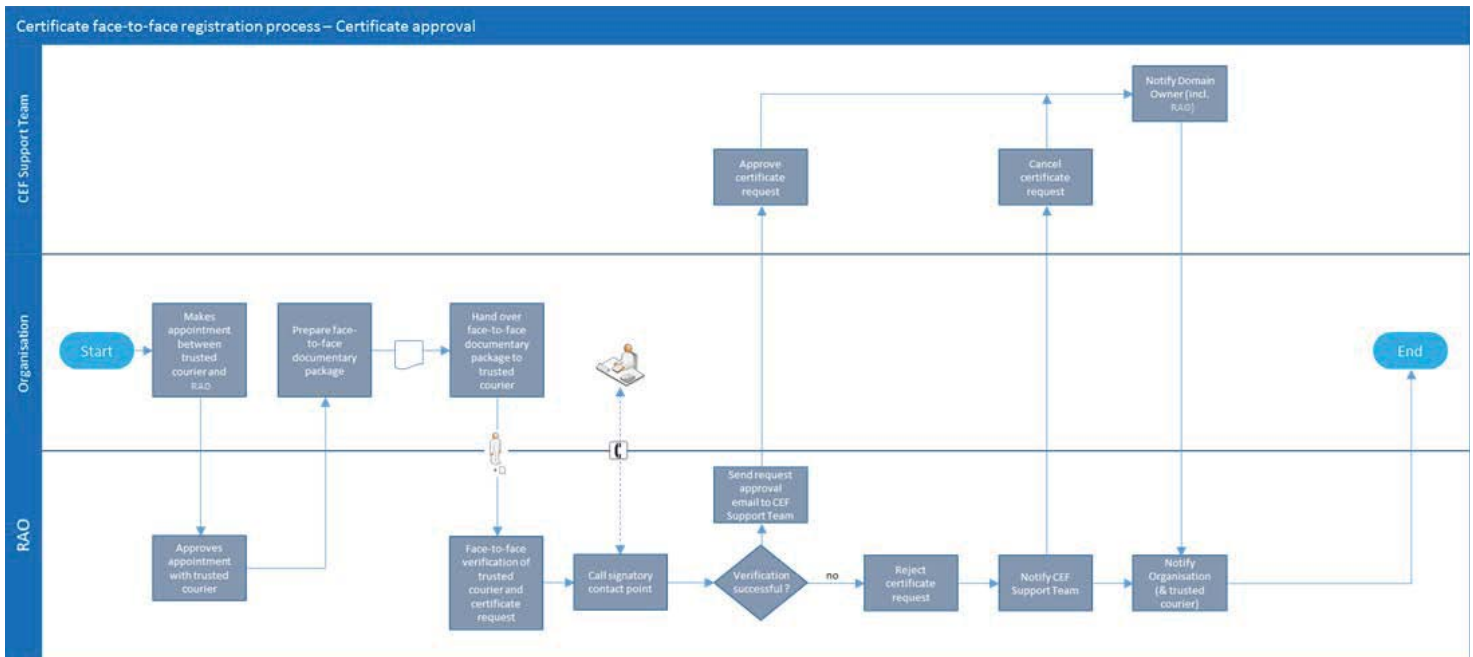 Certificate face-to-face registration process – Certificate approval
CEF Support Team
Notify Domain
Owner (incl.
RAO)
Approve
certificate
request
Cancel
certificate
request
Organisation
Start
Makes
appointment
between
trusted
courier and
RAO
Prepare face-
to-face
documentary
package
Hand over
face-to-face
documentary
package to
trusted
courier
End
RAO
Approves
appointment
with trusted
courier
Face-to-face
verification of
trusted
courier and
certificate
request
Call signatory
contact point
Send request
approval
email to CEF
Support Team
Verification
successful ?
no
Reject
certificate
request
Notify CEF
Support Team
Notify
Organisation
(& trusted
courier)